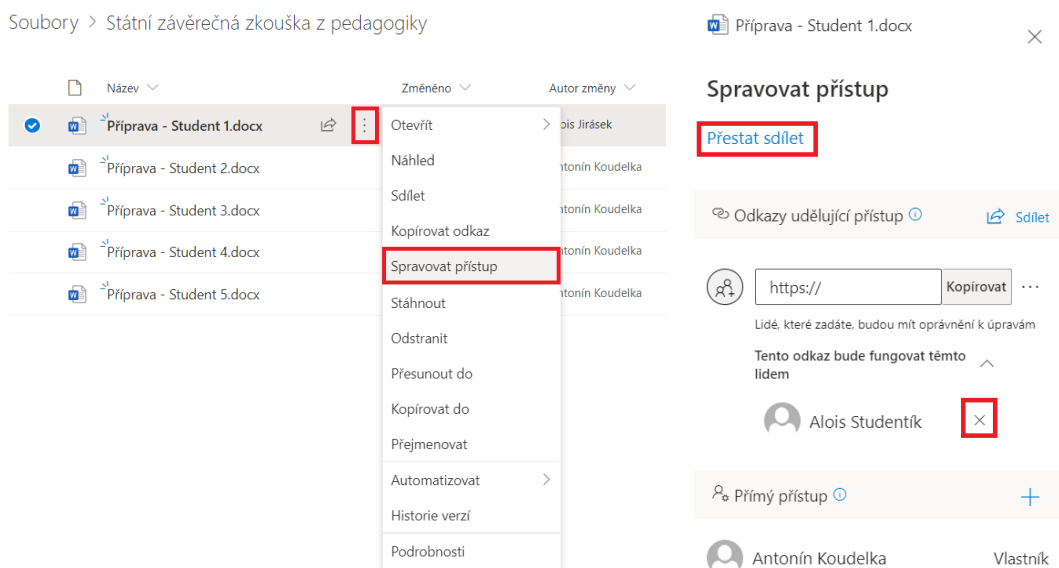 Soubory > Státní závěrečná zkouška z pedagogiky
Název
Změněno
Autor změny
Příprava - Student 1.docx
ois Jirásek
Příprava - Student 2.docx
ntonín Koudelka
Příprava - Student 3.docx
ntonín Koudelka
Příprava - Student 4.docx
ntonín Koudelka
Příprava - Student 5.docx
ntonín Koudelka
Otevřít
Náhled
Sdílet
Kopírovat odkaz
Spravovat přístup
Stáhnout
Odstranit
Přesunout do
Kopírovat do
Přejmenovat
Automatizovat
Historie verzí
Podrobnosti
Příprava - Student 1.docx
Spravovat přístup
Přestat sdílet
Odkazy udělující přístup
Sdílet
https://
Kopírovat
Lidé, které zadáte, budou mít oprávnění k úpravám
Tento odkaz bude fungovat těmto
lidem
Alois Studentík
Přímý přístup
Antonín Koudelka
Vlastník